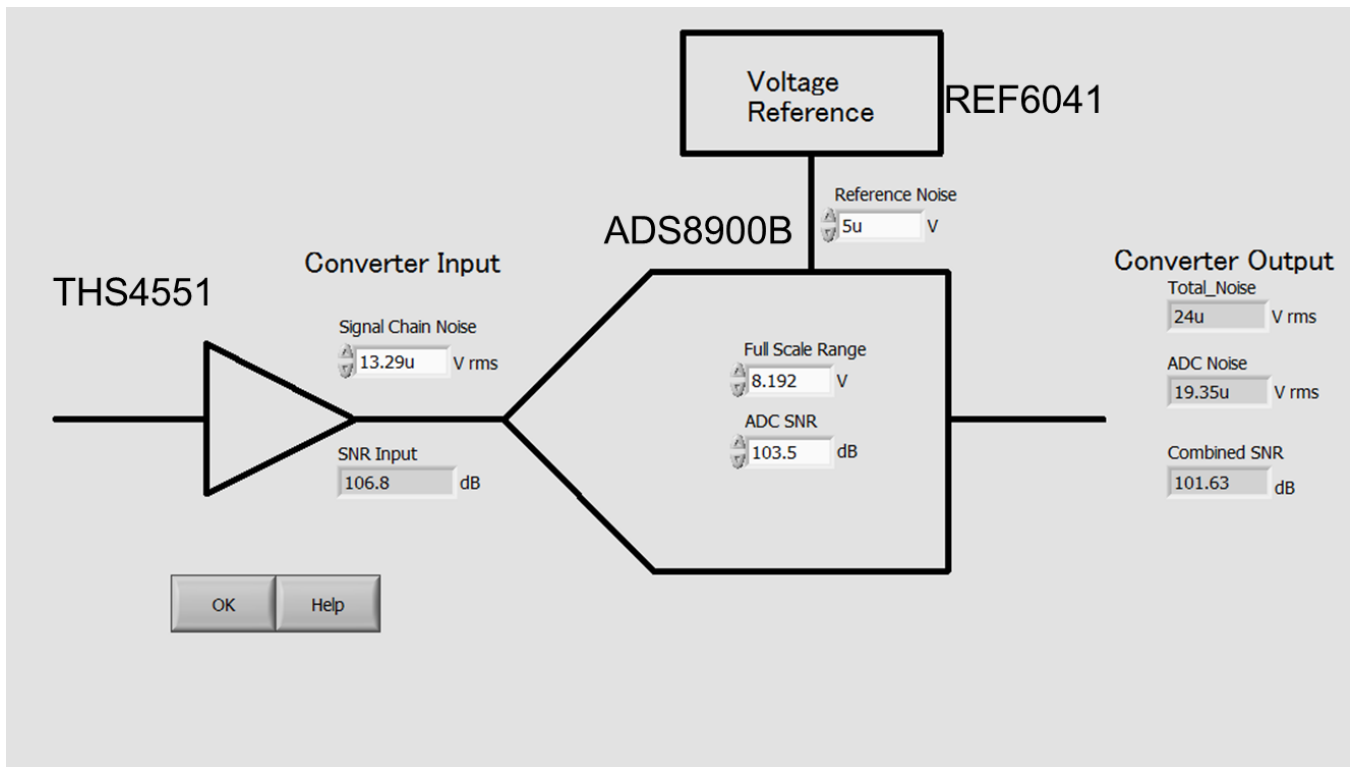 Voltage
Reference
REF6041
Reference Noise
5u V
ADS8900B
Converter Input
THS4551
Signal Chain Noise
13.29u V rms
SNR Input
106.8 dB
Full Scale Range
8.192 V
ADC SNR
103.5 dB
Converter Output
Total_Noise
24u V rms
ADC Noise
19.35u V rms
Combined SNR
101.63 dB
OK
Help